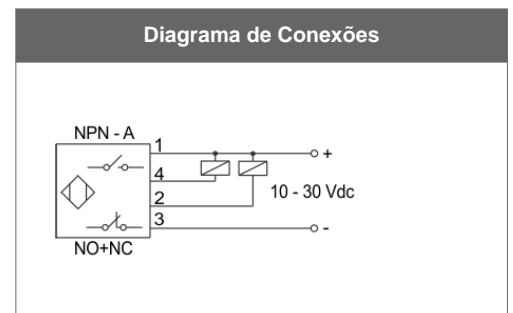 Diagrama de Conexões
NPN - A
1
+
4
2
10 - 30 Vdc
3
-
NO+NC